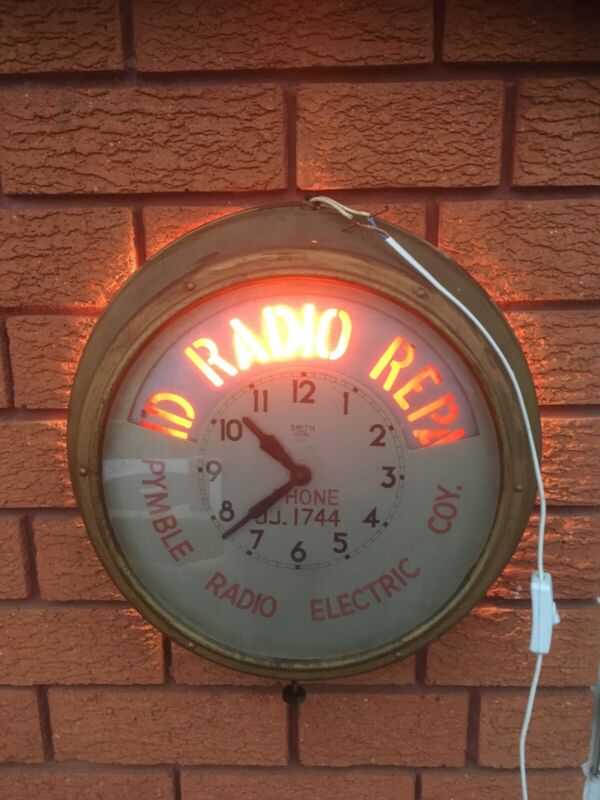 ID RADIO REPA
11 12 1
10 2
9 3
8 4
7 6 5
SMITH
PHONE
JJ. 1744
PYMBLE RADIO ELECTRIC COY.